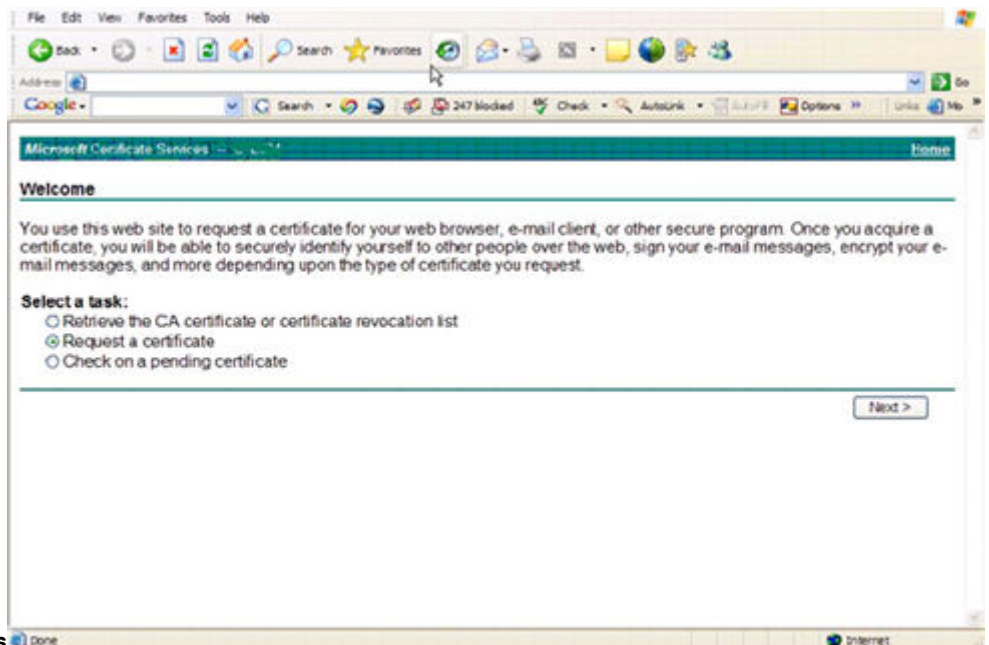 File Edit View Favorites Tools Help
Back Search Favorites
Address Go
Google Search 247 blocked Check AutoLink AutoFill Options » Links Mo »
Microsoft Certificate Services --
Home
Welcome
You use this web site to request a certificate for your web browser, e-mail client, or other secure program. Once you acquire a
certificate, you will be able to securely identify yourself to other people over the web, sign your e-mail messages, encrypt your e-
mail messages, and more depending upon the type of certificate you request.
Select a task:
Retrieve the CA certificate or certificate revocation list
Request a certificate
Check on a pending certificate
Next >
s
Done Internet